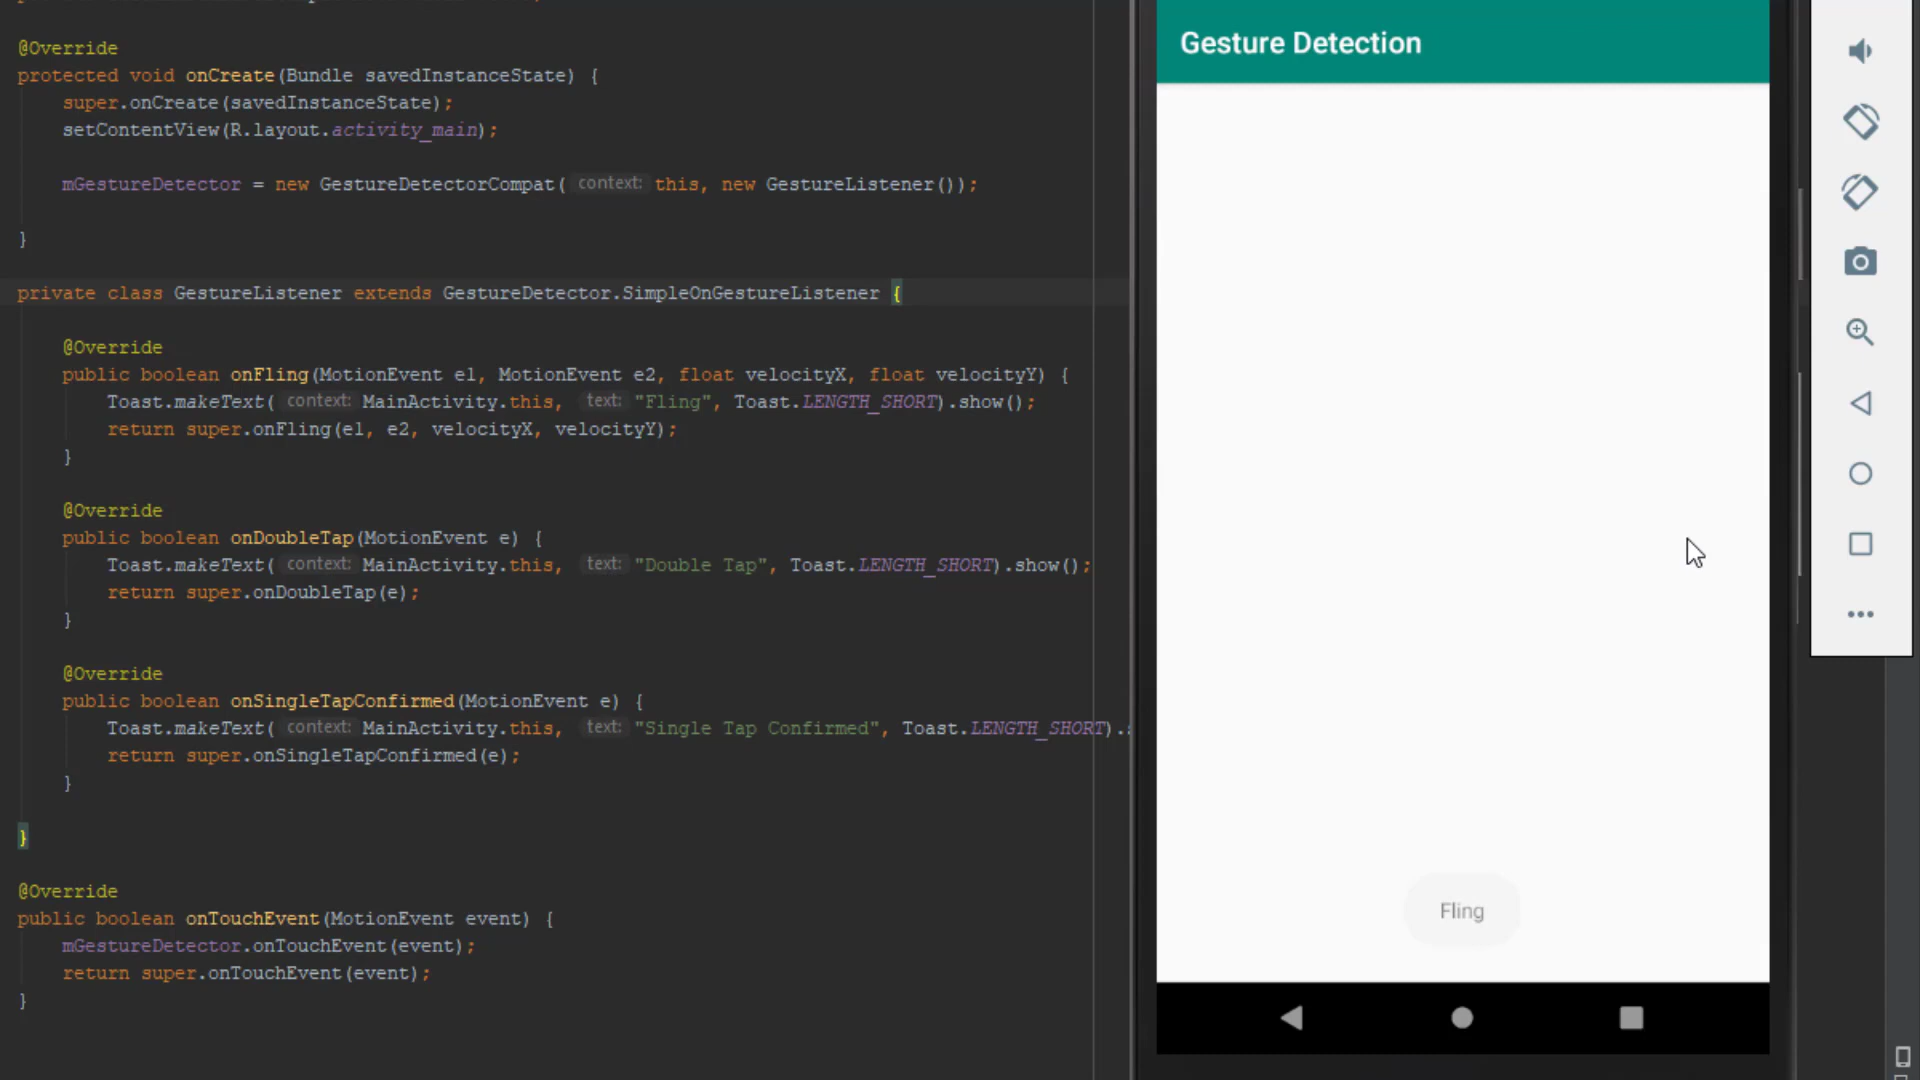 @Override
protected void onCreate(Bundle savedInstanceState) {
super.onCreate(savedInstanceState);
setContentView(R.layout.activity_main);
mGestureDetector = new GestureDetectorCompat( context: this, new GestureListener());
}
private class GestureListener extends GestureDetector.SimpleOnGestureListener {
@Override
public boolean onFling(MotionEvent e1, MotionEvent e2, float velocityX, float velocityY) {
Toast.makeText( context: MainActivity.this, text: "Fling", Toast.LENGTH_SHORT).show();
return super.onFling(e1, e2, velocityX, velocityY);
}
@Override
public boolean onDoubleTap(MotionEvent e) {
Toast.makeText( context: MainActivity.this, text: "Double Tap", Toast.LENGTH_SHORT).show();
return super.onDoubleTap(e);
}
@Override
public boolean onSingleTapConfirmed(MotionEvent e) {
Toast.makeText( context: MainActivity.this, text: "Single Tap Confirmed", Toast.LENGTH_SHORT).
return super.onSingleTapConfirmed(e);
}
}
@Override
public boolean onTouchEvent(MotionEvent event) {
mGestureDetector.onTouchEvent(event);
return super.onTouchEvent(event);
}
Gesture Detection
Fling